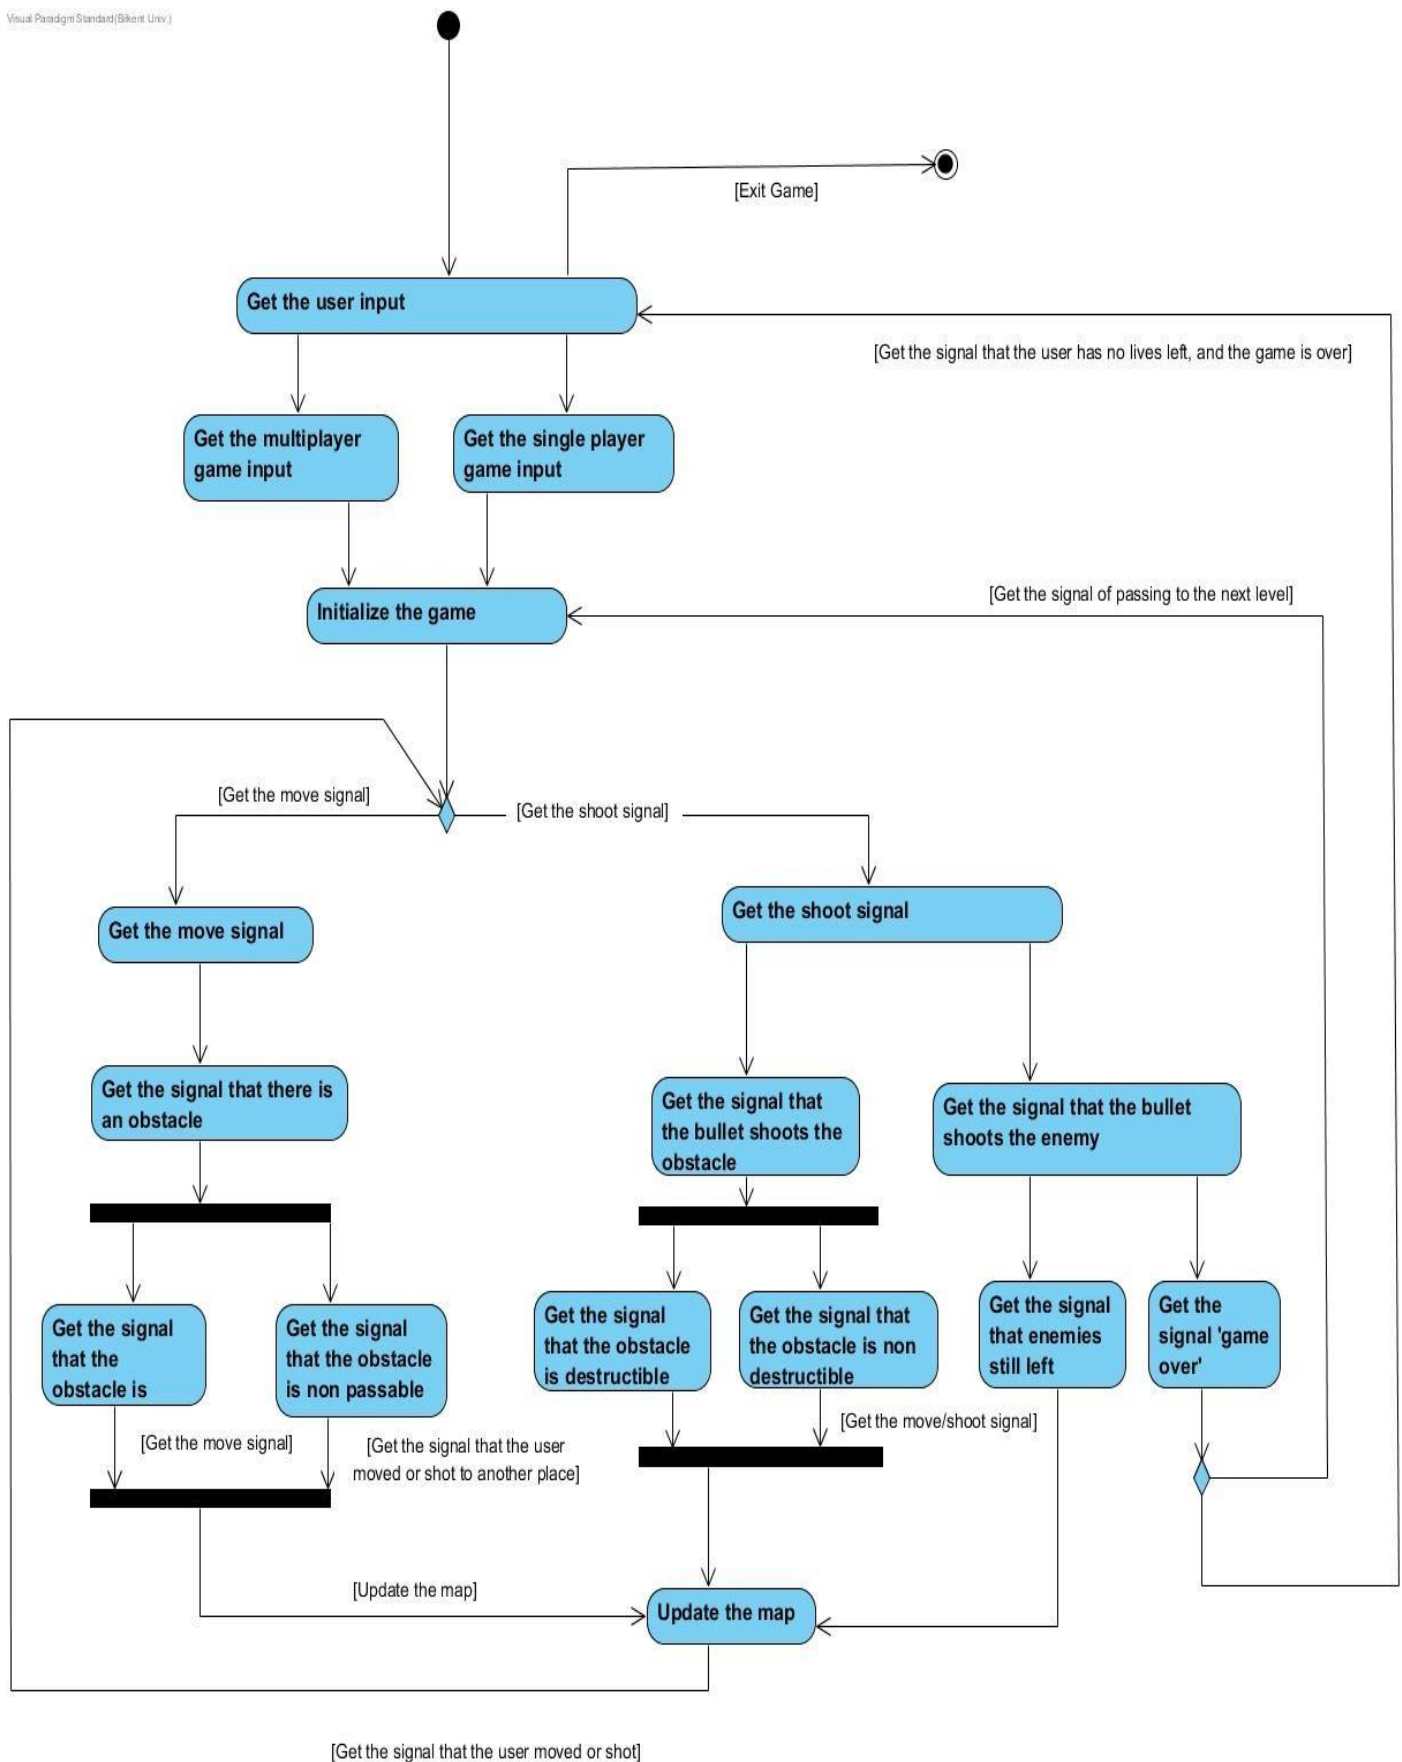 Visual Paradigm Standard(Bilkent Univ.)
[Exit Game]
Get the user input
[Get the signal that the user has no lives left, and the game is over]
Get the multiplayer
game input
Get the single player
game input
Initialize the game
[Get the signal of passing to the next level]
[Get the move signal]
[Get the shoot signal]
Get the move signal
Get the shoot signal
Get the signal that there is
an obstacle
Get the signal that
the bullet shoots the
obstacle
Get the signal that the bullet
shoots the enemy
Get the signal
that the
obstacle is
Get the signal
that the obstacle
is non passable
Get the signal
that the obstacle
is destructible
Get the signal that
the obstacle is non
destructible
Get the signal
that enemies
still left
Get the
signal 'game
over'
[Get the move signal]
[Get the signal that the user
moved or shot to another place]
[Get the move/shoot signal]
[Update the map]
Update the map
[Get the signal that the user moved or shot]